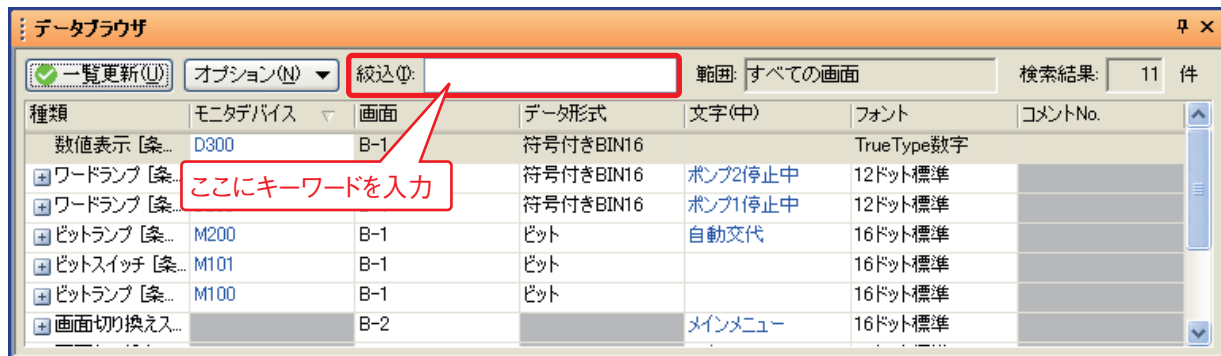 データブラウザ
一覧更新(U) オプション(N) 絞込(I): 範囲: すべての画面 検索結果: 11 件
種類 モニタデバイス 画面 データ形式 文字(中) フォント コメントNo.
数値表示 [条... D300 B-1 符号付きBIN16 TrueType数字
ワードランプ [条... 符号付きBIN16 ポンプ2停止中 12ドット標準
ワードランプ [条... 符号付きBIN16 ポンプ1停止中 12ドット標準
ここにキーワードを入力
ビットランプ [条... M200 B-1 ビット 自動交代 16ドット標準
ビットスイッチ [条... M101 B-1 ビット 16ドット標準
ビットランプ [条... M100 B-1 ビット 16ドット標準
画面切り換えス... B-2 メインメニュー 16ドット標準